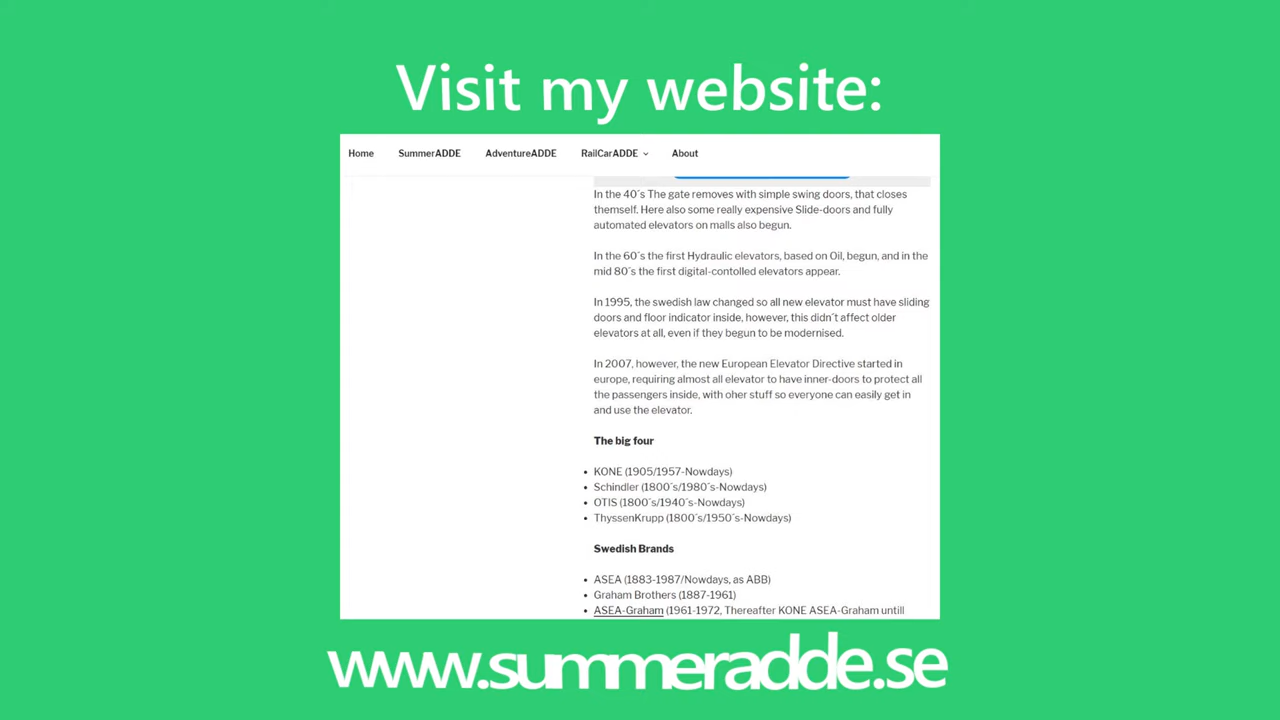 Visit my website:
Home SummerADDE AdventureADDE RailCarADDE About
In the 40´s The gate removes with simple swing doors, that closes
themself. Here also some really expensive Slide-doors and fully
automated elevators on malls also begun.
In the 60´s the first Hydraulic elevators, based on Oil, begun, and in the
mid 80´s the first digital-contolled elevators appear.
In 1995, the swedish law changed so all new elevator must have sliding
doors and floor indicator inside, however, this didn´t affect older
elevators at all, even if they begun to be modernised.
In 2007, however, the new European Elevator Directive started in
europe, requiring almost all elevator to have inner-doors to protect all
the passengers inside, with oher stuff so everyone can easily get in
and use the elevator.
The big four
• KONE (1905/1957-Nowdays)
• Schindler (1800´s/1980´s-Nowdays)
• OTIS (1800´s/1940´s-Nowdays)
• ThyssenKrupp (1800´s/1950´s-Nowdays)
Swedish Brands
• ASEA (1883-1987/Nowdays, as ABB)
• Graham Brothers (1887-1961)
• ASEA-Graham (1961-1972, Thereafter KONE ASEA-Graham untill
www.summeradde.se